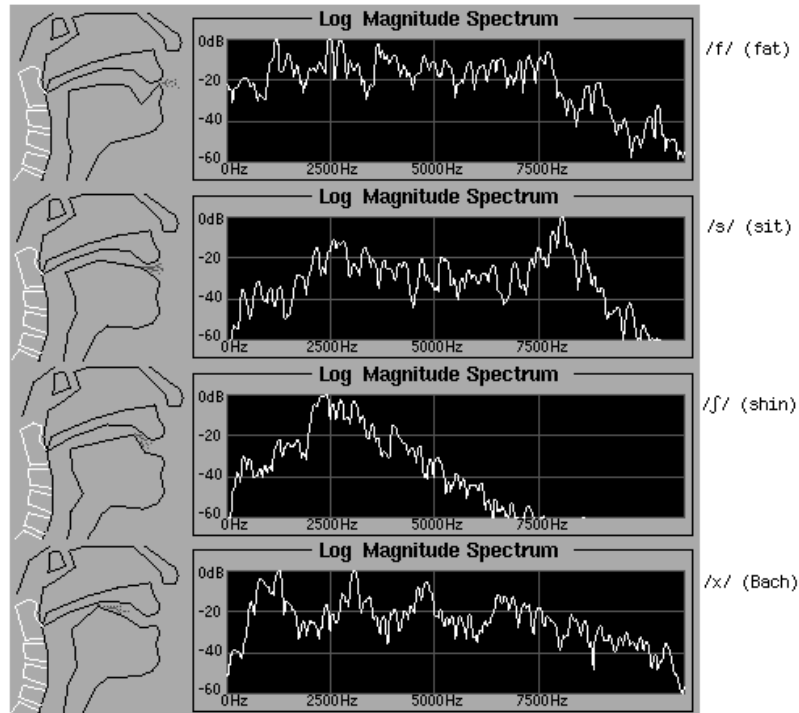 Log Magnitude Spectrum
0dB
-20
-40
-60
0Hz 2500Hz 5000Hz 7500Hz
/f/ (fat)
Log Magnitude Spectrum
0dB
-20
-40
-60
0Hz 2500Hz 5000Hz 7500Hz
/s/ (sit)
Log Magnitude Spectrum
0dB
-20
-40
-60
0Hz 2500Hz 5000Hz 7500Hz
/ʃ/ (shin)
Log Magnitude Spectrum
0dB
-20
-40
-60
0Hz 2500Hz 5000Hz 7500Hz
/x/ (Bach)